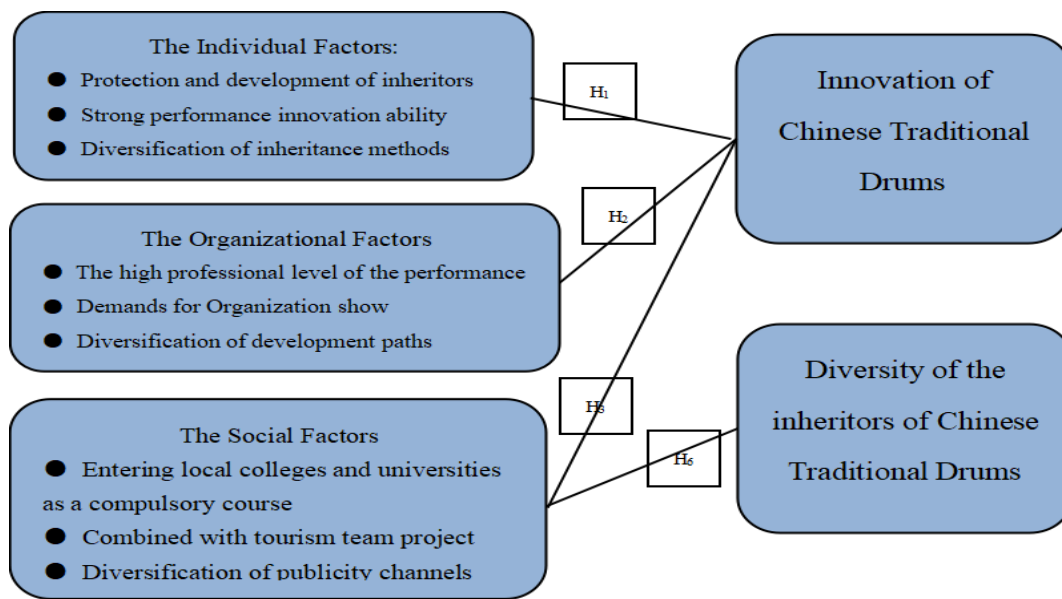 The Individual Factors:
● Protection and development of inheritors
● Strong performance innovation ability
● Diversification of inheritance methods
H₁
Innovation of
Chinese Traditional
Drums
The Organizational Factors
● The high professional level of the performance
● Demands for Organization show
● Diversification of development paths
H₂
The Social Factors
● Entering local colleges and universities
as a compulsory course
● Combined with tourism team project
● Diversification of publicity channels
H₃
H₅
Diversity of the
inheritors of Chinese
Traditional Drums